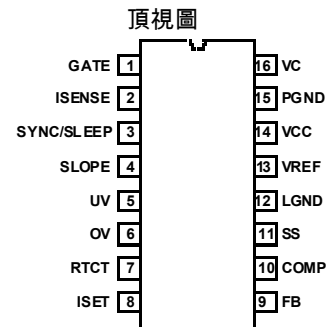 頂視圖
GATE 1 16 VC
ISENSE 2 15 PGND
SYNC/SLEEP 3 14 VCC
SLOPE 4 13 VREF
UV 5 12 LGND
OV 6 11 SS
RTCT 7 10 COMP
ISET 8 9 FB